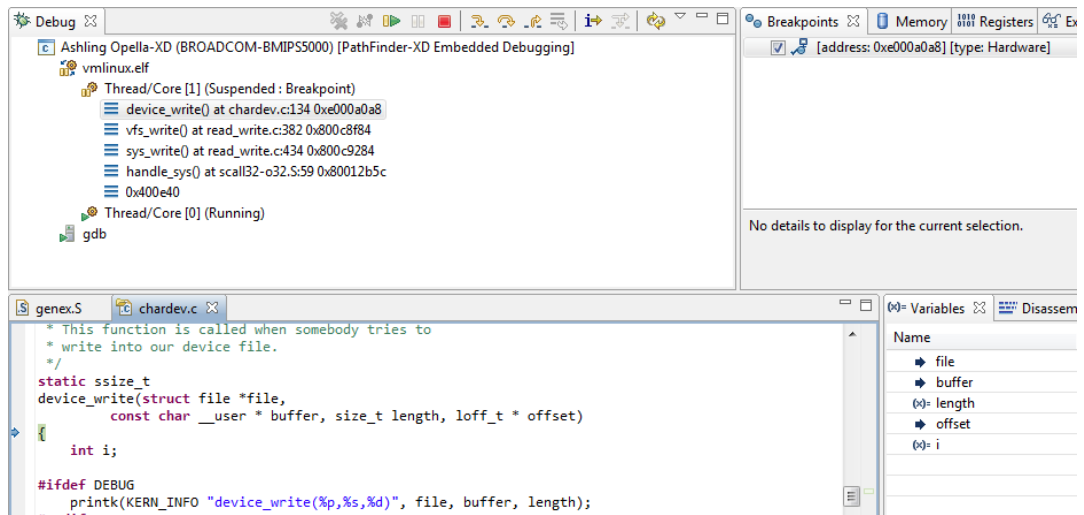 Debug
Ashling Opella-XD (BROADCOM-BMIPS5000) [PathFinder-XD Embedded Debugging]
vmlinux.elf
Thread/Core [1] (Suspended : Breakpoint)
device_write() at chardev.c:134 0xe000a0a8
vfs_write() at read_write.c:382 0x800c8f84
sys_write() at read_write.c:434 0x800c9284
handle_sys() at scall32-o32.S:59 0x80012b5c
0x400e40
Thread/Core [0] (Running)
gdb
Breakpoints Memory Registers Ex
[address: 0xe000a0a8] [type: Hardware]
No details to display for the current selection.
genex.S chardev.c
* This function is called when somebody tries to
* write into our device file.
*/
static ssize_t
device_write(struct file *file,
const char __user * buffer, size_t length, loff_t * offset)
{
int i;
#ifdef DEBUG
printk(KERN_INFO "device_write(%p,%s,%d)", file, buffer, length);
(x)= Variables Disassem
Name
file
buffer
(x)= length
offset
(x)= i